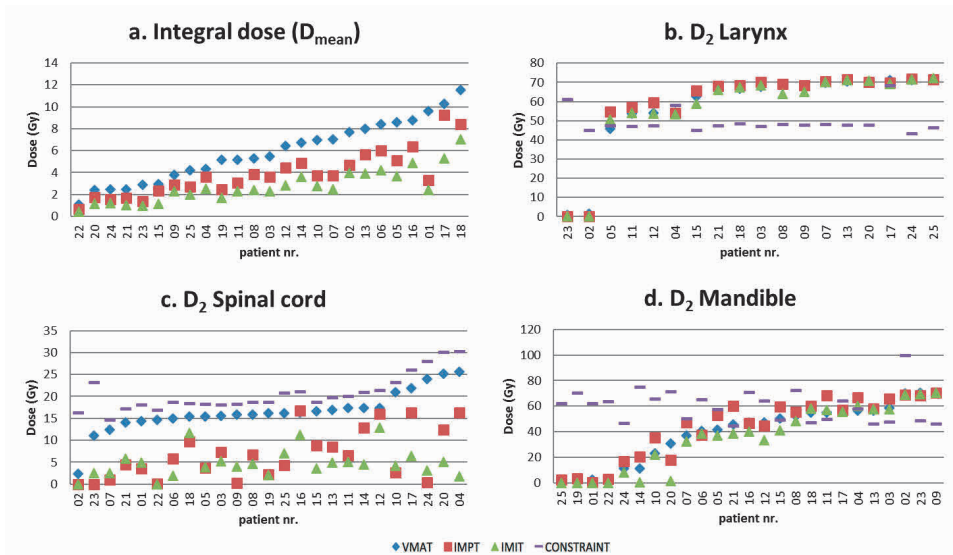 a. Integral dose (Dmean)
Dose (Gy)
14
12
10
8
6
4
2
0
22 20 24 21 23 15 09 25 04 19 11 08 03 12 14 10 07 02 13 06 05 16 01 17 18
patient nr.
b. D2 Larynx
Dose (Gy)
80
70
60
50
40
30
20
10
0
23 02 05 11 12 04 15 21 18 03 08 09 07 13 20 17 24 25
patient nr.
c. D2 Spinal cord
Dose (Gy)
35
30
25
20
15
10
5
0
02 23 07 21 01 22 06 18 05 03 09 08 19 25 16 15 13 11 14 12 10 17 24 20 04
patient nr.
d. D2 Mandible
Dose (Gy)
120
100
80
60
40
20
0
25 19 01 22 24 14 10 20 07 06 05 21 16 12 15 08 18 11 17 04 13 03 02 23 09
patient nr.
VMAT IMPT IMIT CONSTRAINT